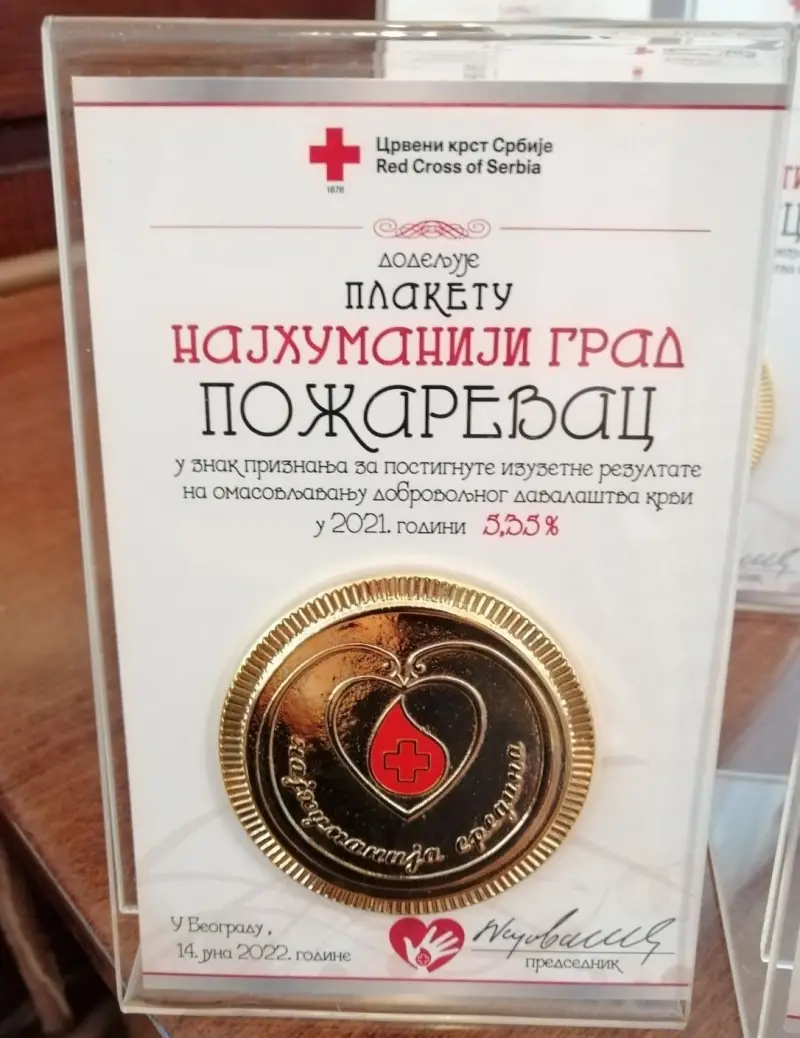 Црвени крст Србије
Red Cross of Serbia
1876
додељује
ПЛАКЕТУ
НАЈХУМАНИЈИ ГРАД
ПОЖАРЕВАЦ
у знак признања за постигнуте изузетне резултате
на омасовљавању добровољног давалаштва крви
у 2021. години 5,35%
најхуманија средина
У Београду,
14. јуна 2022. године
председник